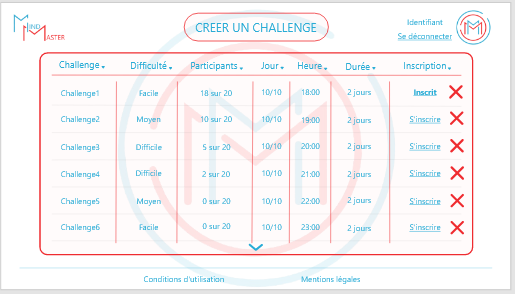 MIND
MASTER
CREER UN CHALLENGE
Identifiant
Se déconnecter
Challenge Difficulté Participants Jour Heure Durée Inscription
Challenge1 Facile 18 sur 20 10/10 18:00 2 jours Inscrit
Challenge2 Moyen 10 sur 20 10/10 19:00 2 jours S'inscrire
Challenge3 Difficile 5 sur 20 10/10 20:00 2 jours S'inscrire
Challenge4 Difficile 2 sur 20 10/10 21:00 2 jours S'inscrire
Challenge5 Moyen 0 sur 20 10/10 22:00 2 jours S'inscrire
Challenge6 Facile 0 sur 20 10/10 23:00 2 jours S'inscrire
Conditions d'utilisation Mentions légales